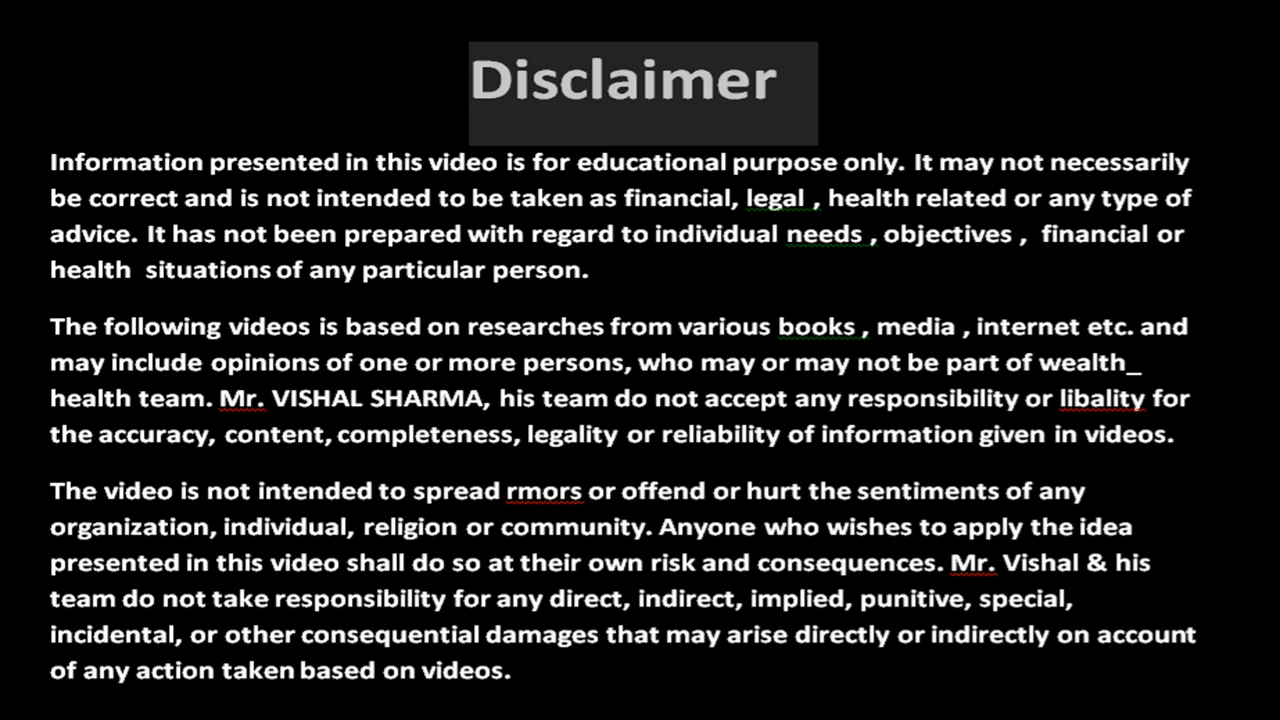 Disclaimer
Information presented in this video is for educational purpose only. It may not necessarily
be correct and is not intended to be taken as financial, legal , health related or any type of
advice. It has not been prepared with regard to individual needs , objectives ,  financial or
health  situations of any particular person.
The following videos is based on researches from various books , media , internet etc. and
may include opinions of one or more persons, who may or may not be part of wealth_
health team. Mr. VISHAL SHARMA, his team do not accept any responsibility or libality for
the accuracy, content, completeness, legality or reliability of information given in videos.
The video is not intended to spread rmors or offend or hurt the sentiments of any
organization, individual, religion or community. Anyone who wishes to apply the idea
presented in this video shall do so at their own risk and consequences. Mr. Vishal & his
team do not take responsibility for any direct, indirect, implied, punitive, special,
incidental, or other consequential damages that may arise directly or indirectly on account
of any action taken based on videos.